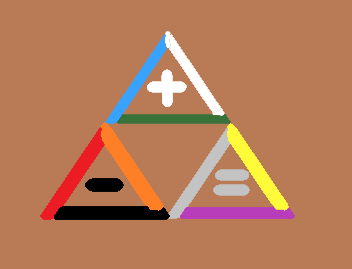 +
- =